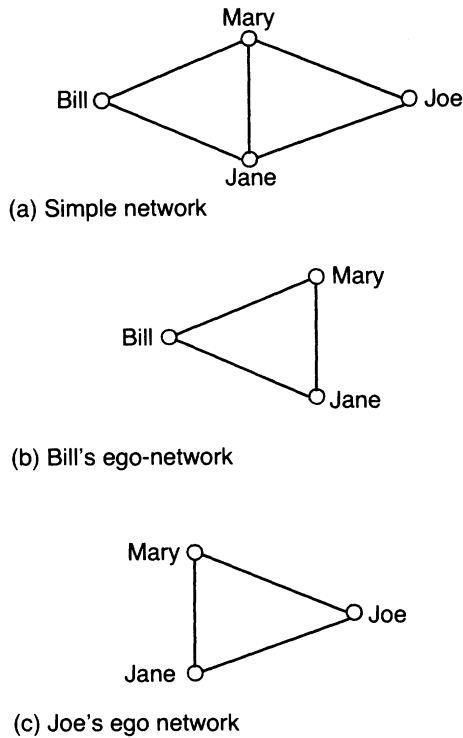 Mary
Bill
Joe
Jane
(a) Simple network
Mary
Bill
Jane
(b) Bill's ego-network
Mary
Joe
Jane
(c) Joe's ego network